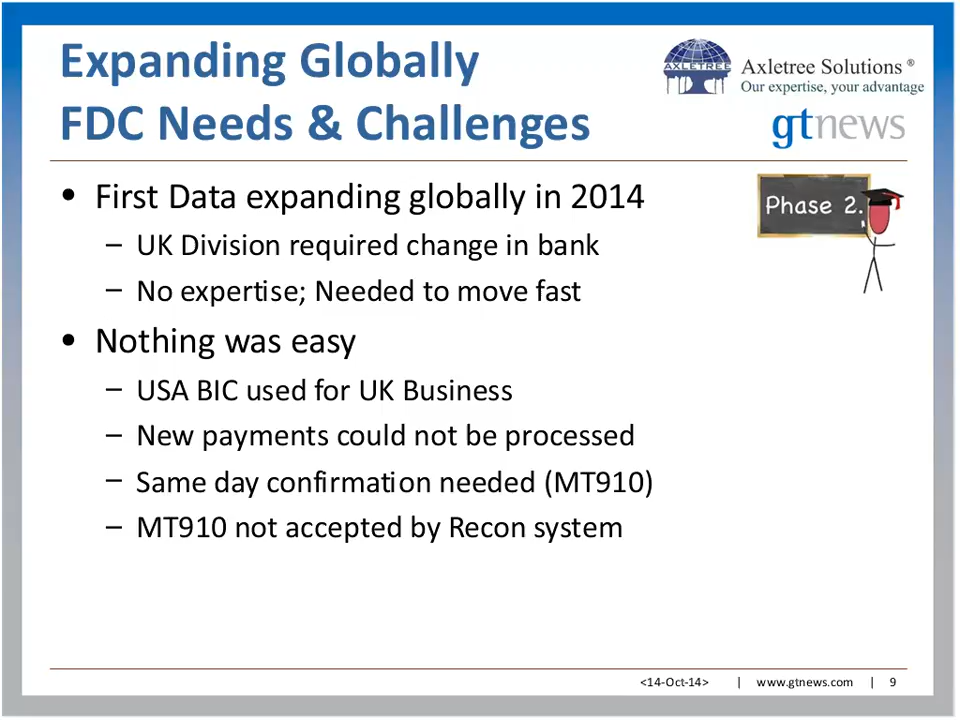 Expanding Globally
FDC Needs & Challenges
AXLETREE
Axletree Solutions ®
Our expertise, your advantage
gtnews
• First Data expanding globally in 2014
– UK Division required change in bank
– No expertise; Needed to move fast
Phase 2.
• Nothing was easy
– USA BIC used for UK Business
– New payments could not be processed
– Same day confirmation needed (MT910)
– MT910 not accepted by Recon system
<14-Oct-14> | www.gtnews.com | 9